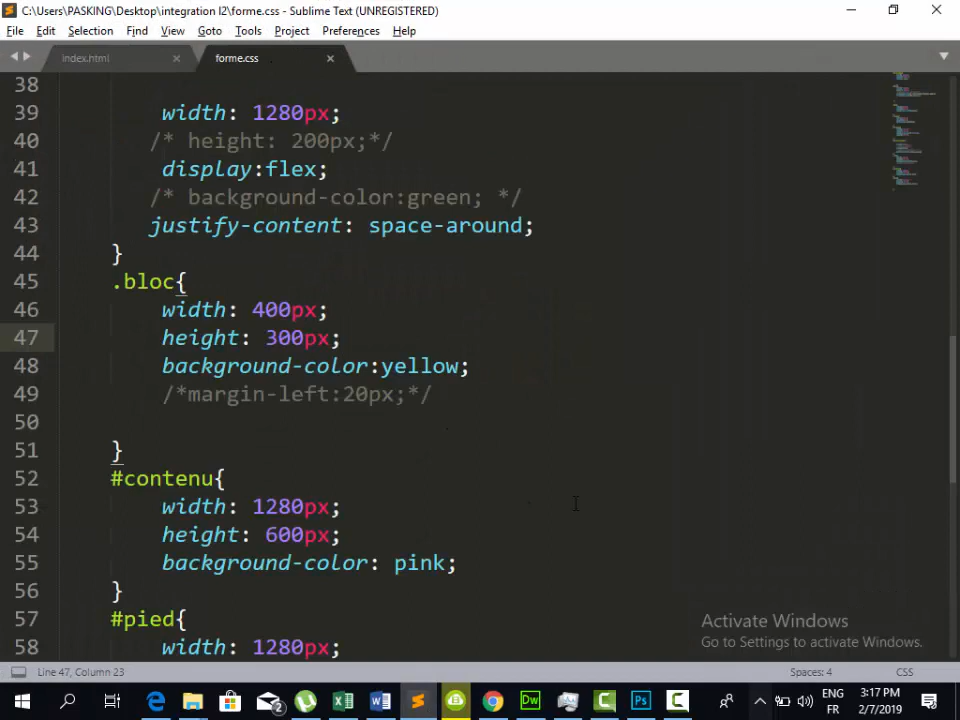 C:\Users\PASKING\Desktop\integration I2\forme.css - Sublime Text (UNREGISTERED)
File Edit Selection Find View Goto Tools Project Preferences Help
index.html forme.css
38
39 width: 1280px;
40 /* height: 200px;*/
41 display:flex;
42 /* background-color:green; */
43 justify-content: space-around;
44 }
45 .bloc{
46 width: 400px;
47 height: 300px;
48 background-color:yellow;
49 /*margin-left:20px;*/
50
51 }
52 #contenu{
53 width: 1280px;
54 height: 600px;
55 background-color: pink;
56 }
57 #pied{
58 width: 1280px;
Activate Windows
Go to Settings to activate Windows.
Line 47, Column 23 Spaces: 4 CSS
2 Dw Ps ENG 3:17 PM
FR 2/7/2019